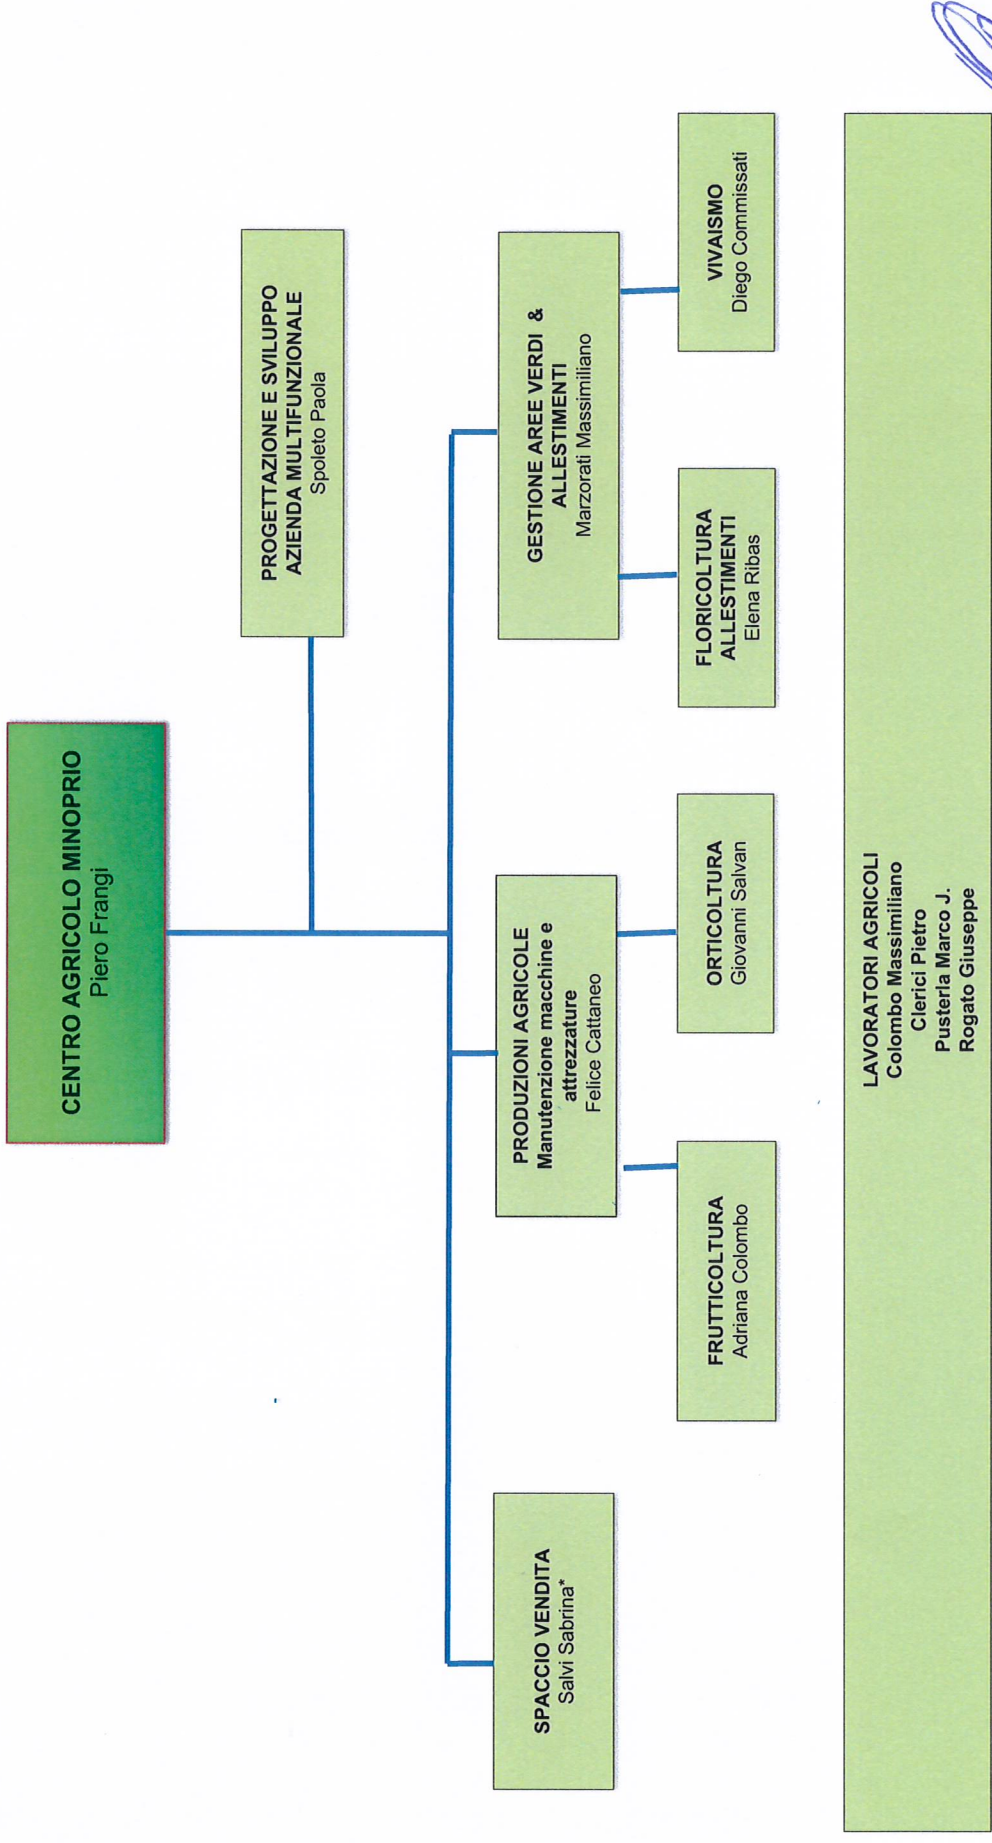 CENTRO AGRICOLO MINOPRIO
Piero Frangi
PROGETTAZIONE E SVILUPPO
AZIENDA MULTIFUNZIONALE
Spoleto Paola
SPACCIO VENDITA
Salvi Sabrina*
PRODUZIONI AGRICOLE
Manutenzione macchine e
attrezzature
Felice Cattaneo
GESTIONE AREE VERDI &
ALLESTIMENTI
Marzorati Massimiliano
FRUTTICOLTURA
Adriana Colombo
ORTICOLTURA
Giovanni Salvan
FLORICOLTURA
ALLESTIMENTI
Elena Ribas
VIVAISMO
Diego Commissati
LAVORATORI AGRICOLI
Colombo Massimiliano
Clerici Pietro
Pusterla Marco J.
Rogato Giuseppe